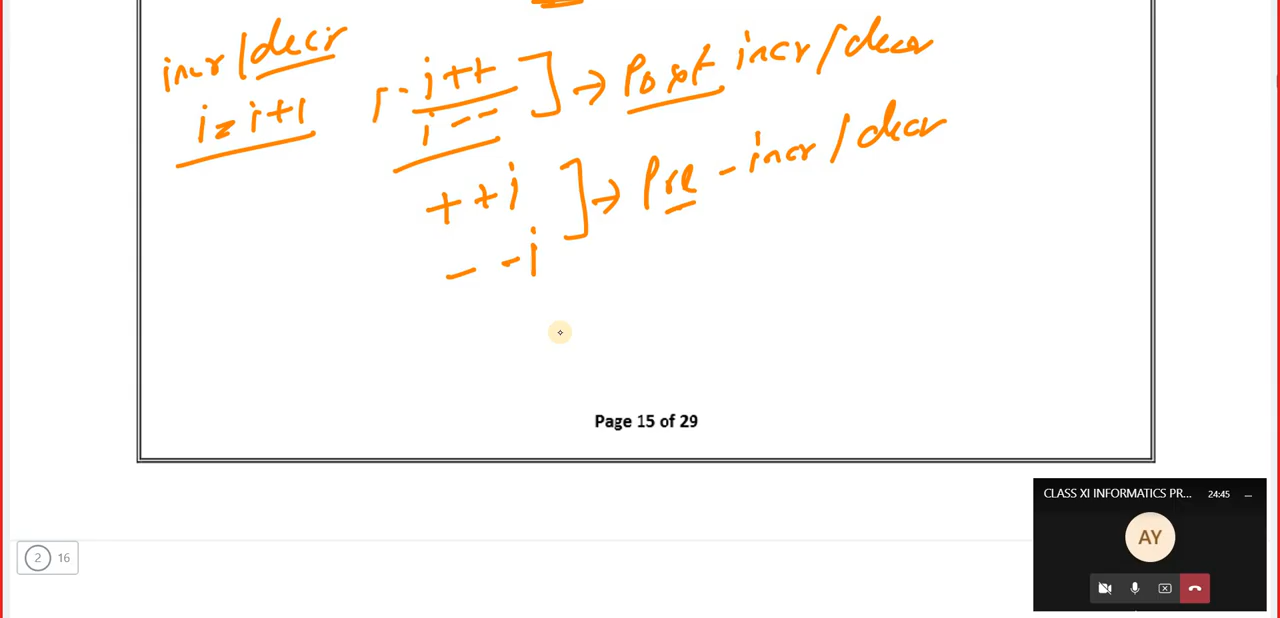 incr/decr
i = i+1
i++
i--
] → Post incr/decr
++i
--i
] → Pre - incr/decr
Page 15 of 29
2 16
CLASS XI INFORMATICS PR... 24:45
AY